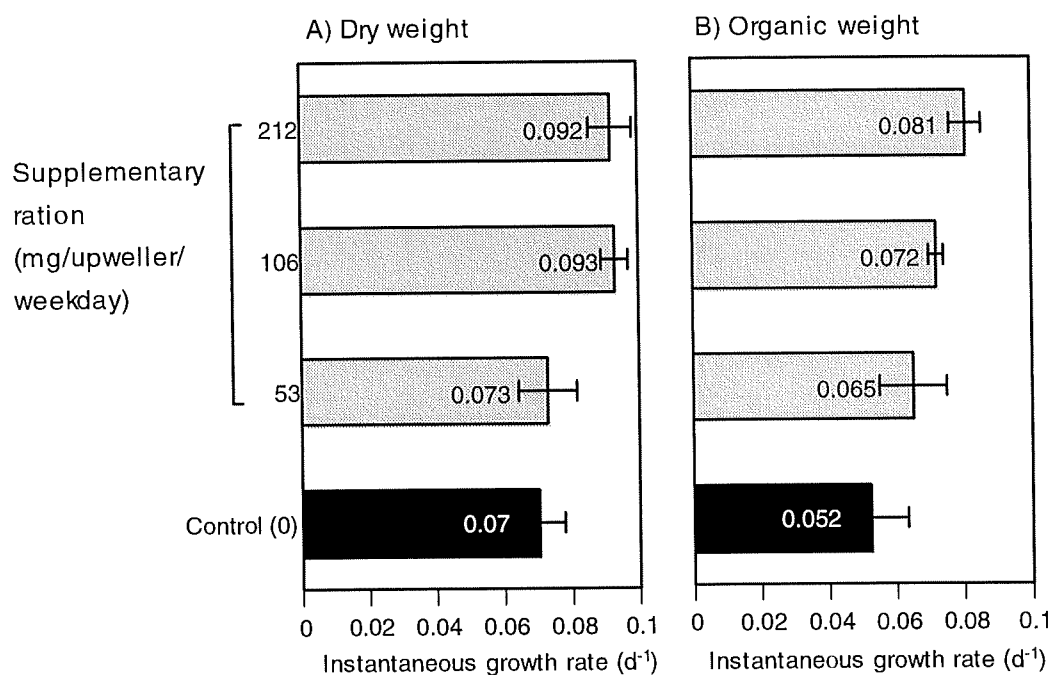 A) Dry weight
B) Organic weight
Supplementary
ration
(mg/upweller/
weekday)
212
0.092
0.081
106
0.093
0.072
53
0.073
0.065
Control (0)
0.07
0.052
0 0.02 0.04 0.06 0.08 0.1
0 0.02 0.04 0.06 0.08 0.1
Instantaneous growth rate (d⁻¹)
Instantaneous growth rate (d⁻¹)